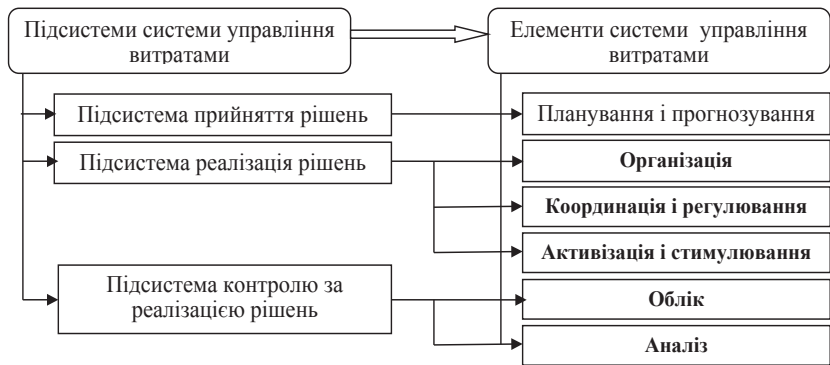 Підсистеми системи управління
витратами
Елементи системи управління
витратами
Підсистема прийняття рішень
Планування і прогнозування
Підсистема реалізація рішень
Організація
Координація і регулювання
Активізація і стимулювання
Підсистема контролю за
реалізацією рішень
Облік
Аналіз